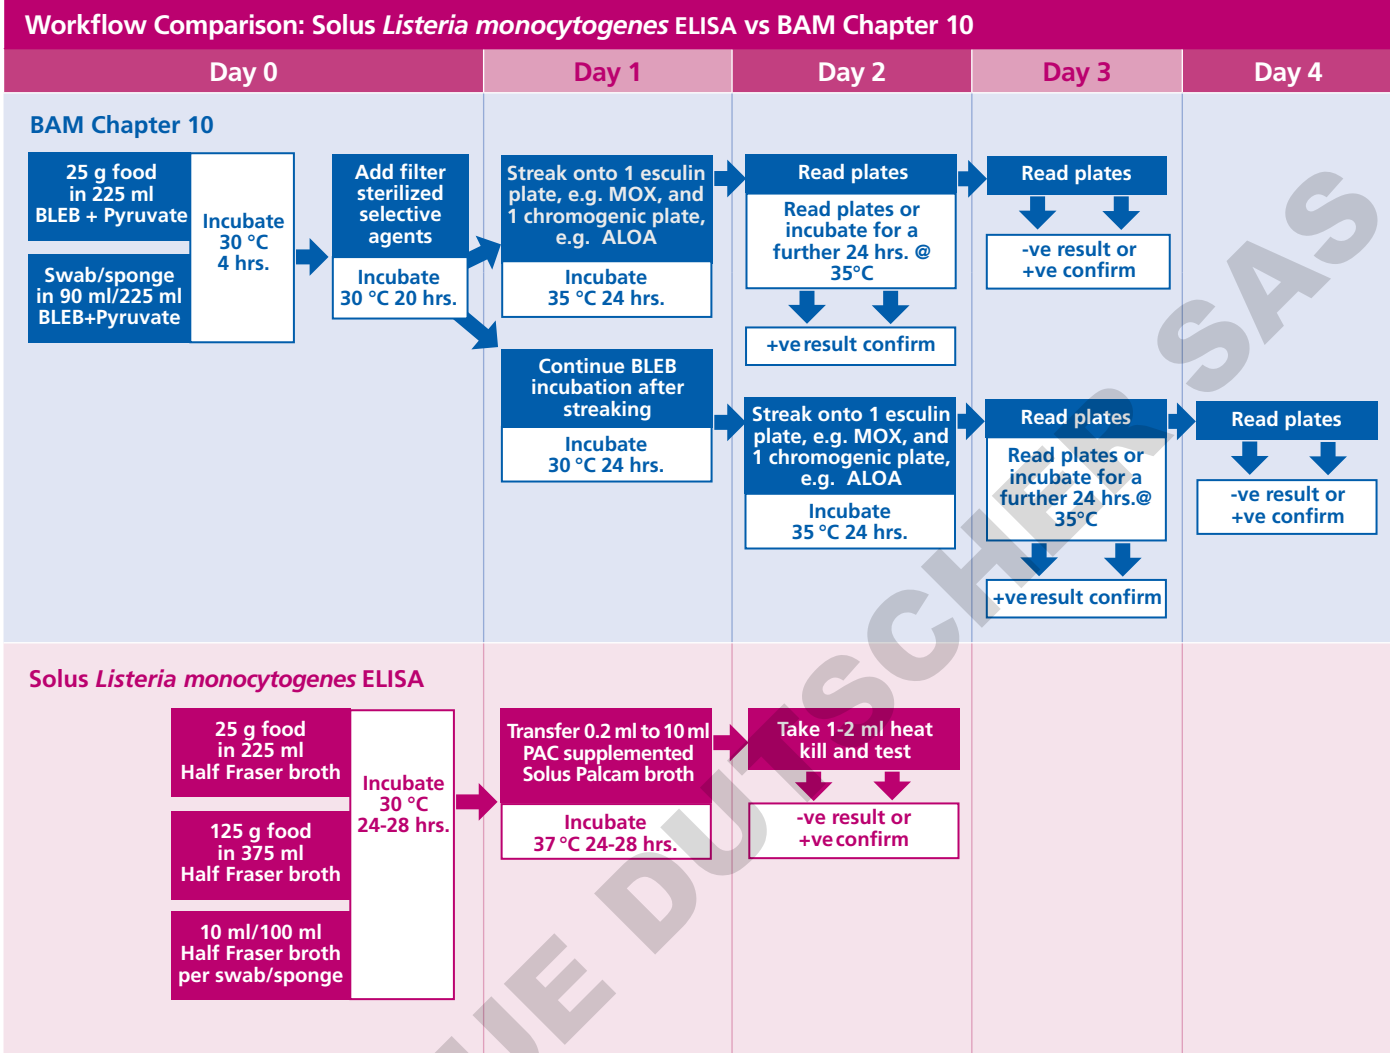 Workflow Comparison: Solus Listeria monocytogenes ELISA vs BAM Chapter 10
Day 0
Day 1
Day 2
Day 3
Day 4
BAM Chapter 10
25 g food
in 225 ml
BLEB + Pyruvate
Swab/sponge
in 90 ml/225 ml
BLEB+Pyruvate
Incubate
30 °C
4 hrs.
Add filter
sterilized
selective
agents
Incubate
30 °C 20 hrs.
Streak onto 1 esculin
plate, e.g. MOX, and
1 chromogenic plate,
e.g. ALOA
Incubate
35 °C 24 hrs.
Read plates
Read plates or
incubate for a
further 24 hrs. @
35°C
+ve result confirm
Read plates
-ve result or
+ve confirm
Continue BLEB
incubation after
streaking
Incubate
30 °C 24 hrs.
Streak onto 1 esculin
plate, e.g. MOX, and
1 chromogenic plate,
e.g. ALOA
Incubate
35 °C 24 hrs.
Read plates
Read plates or
incubate for a
further 24 hrs.@
35°C
+ve result confirm
Read plates
-ve result or
+ve confirm
Solus Listeria monocytogenes ELISA
25 g food
in 225 ml
Half Fraser broth
125 g food
in 375 ml
Half Fraser broth
10 ml/100 ml
Half Fraser broth
per swab/sponge
Incubate
30 °C
24-28 hrs.
Transfer 0.2 ml to 10 ml
PAC supplemented
Solus Palcam broth
Incubate
37 °C 24-28 hrs.
Take 1-2 ml heat
kill and test
-ve result or
+ve confirm
UE DUTSCHER SAS